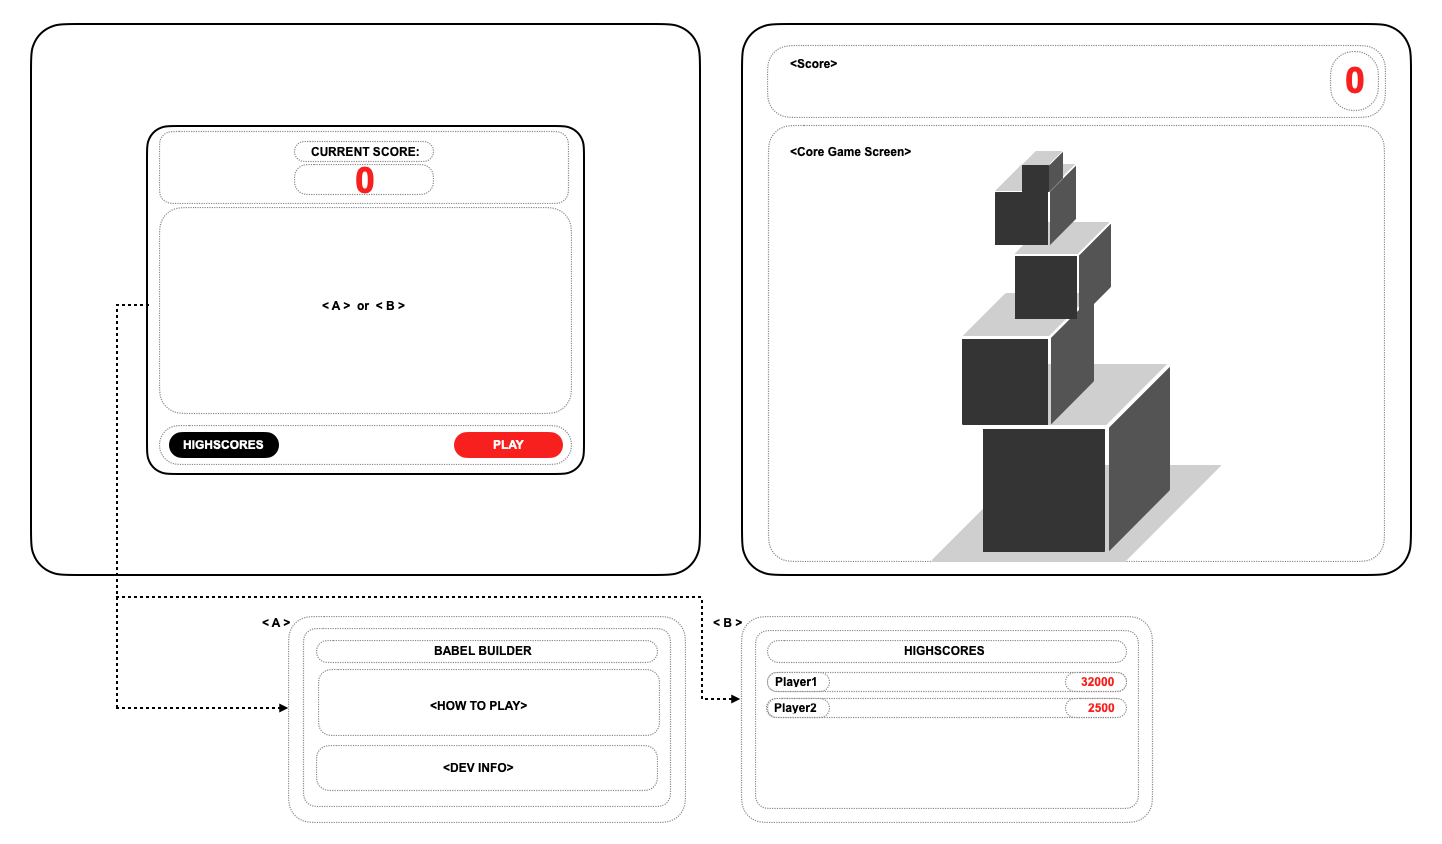 CURRENT SCORE:
0
< A > or < B >
HIGHSCORES
PLAY
<Score>
0
<Core Game Screen>
< A >
BABEL BUILDER
<HOW TO PLAY>
<DEV INFO>
< B >
HIGHSCORES
Player1 32000
Player2 2500